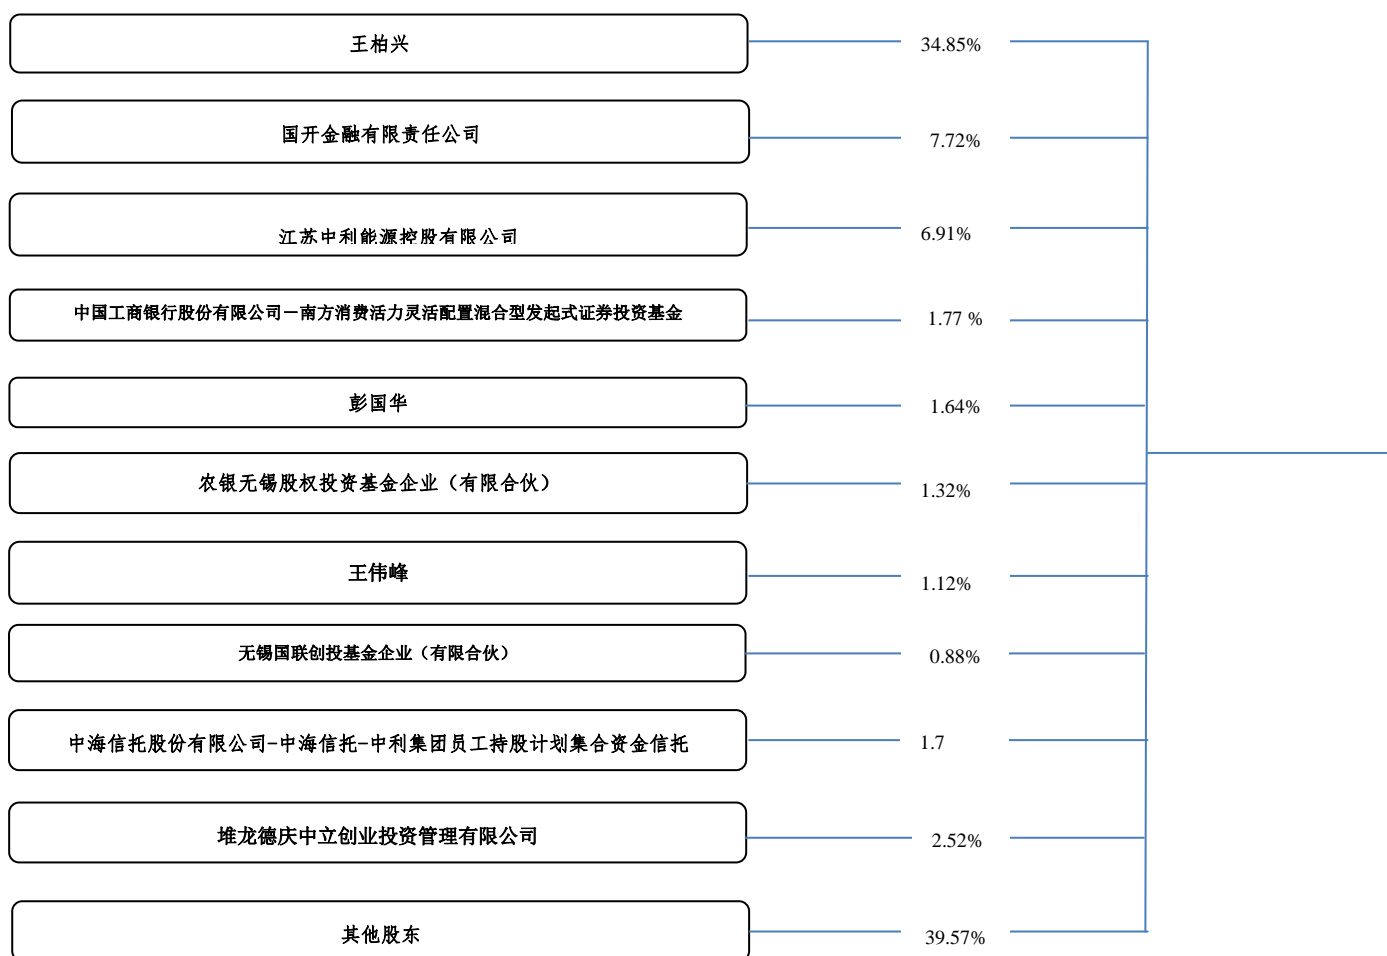 王柏兴 34.85%
国开金融有限责任公司 7.72%
江苏中利能源控股有限公司 6.91%
中国工商银行股份有限公司－南方消费活力灵活配置混合型发起式证券投资基金 1.77 %
彭国华 1.64%
农银无锡股权投资基金企业（有限合伙） 1.32%
王伟峰 1.12%
无锡国联创投基金企业（有限合伙） 0.88%
中海信托股份有限公司-中海信托-中利集团员工持股计划集合资金信托 1.7
堆龙德庆中立创业投资管理有限公司 2.52%
其他股东 39.57%